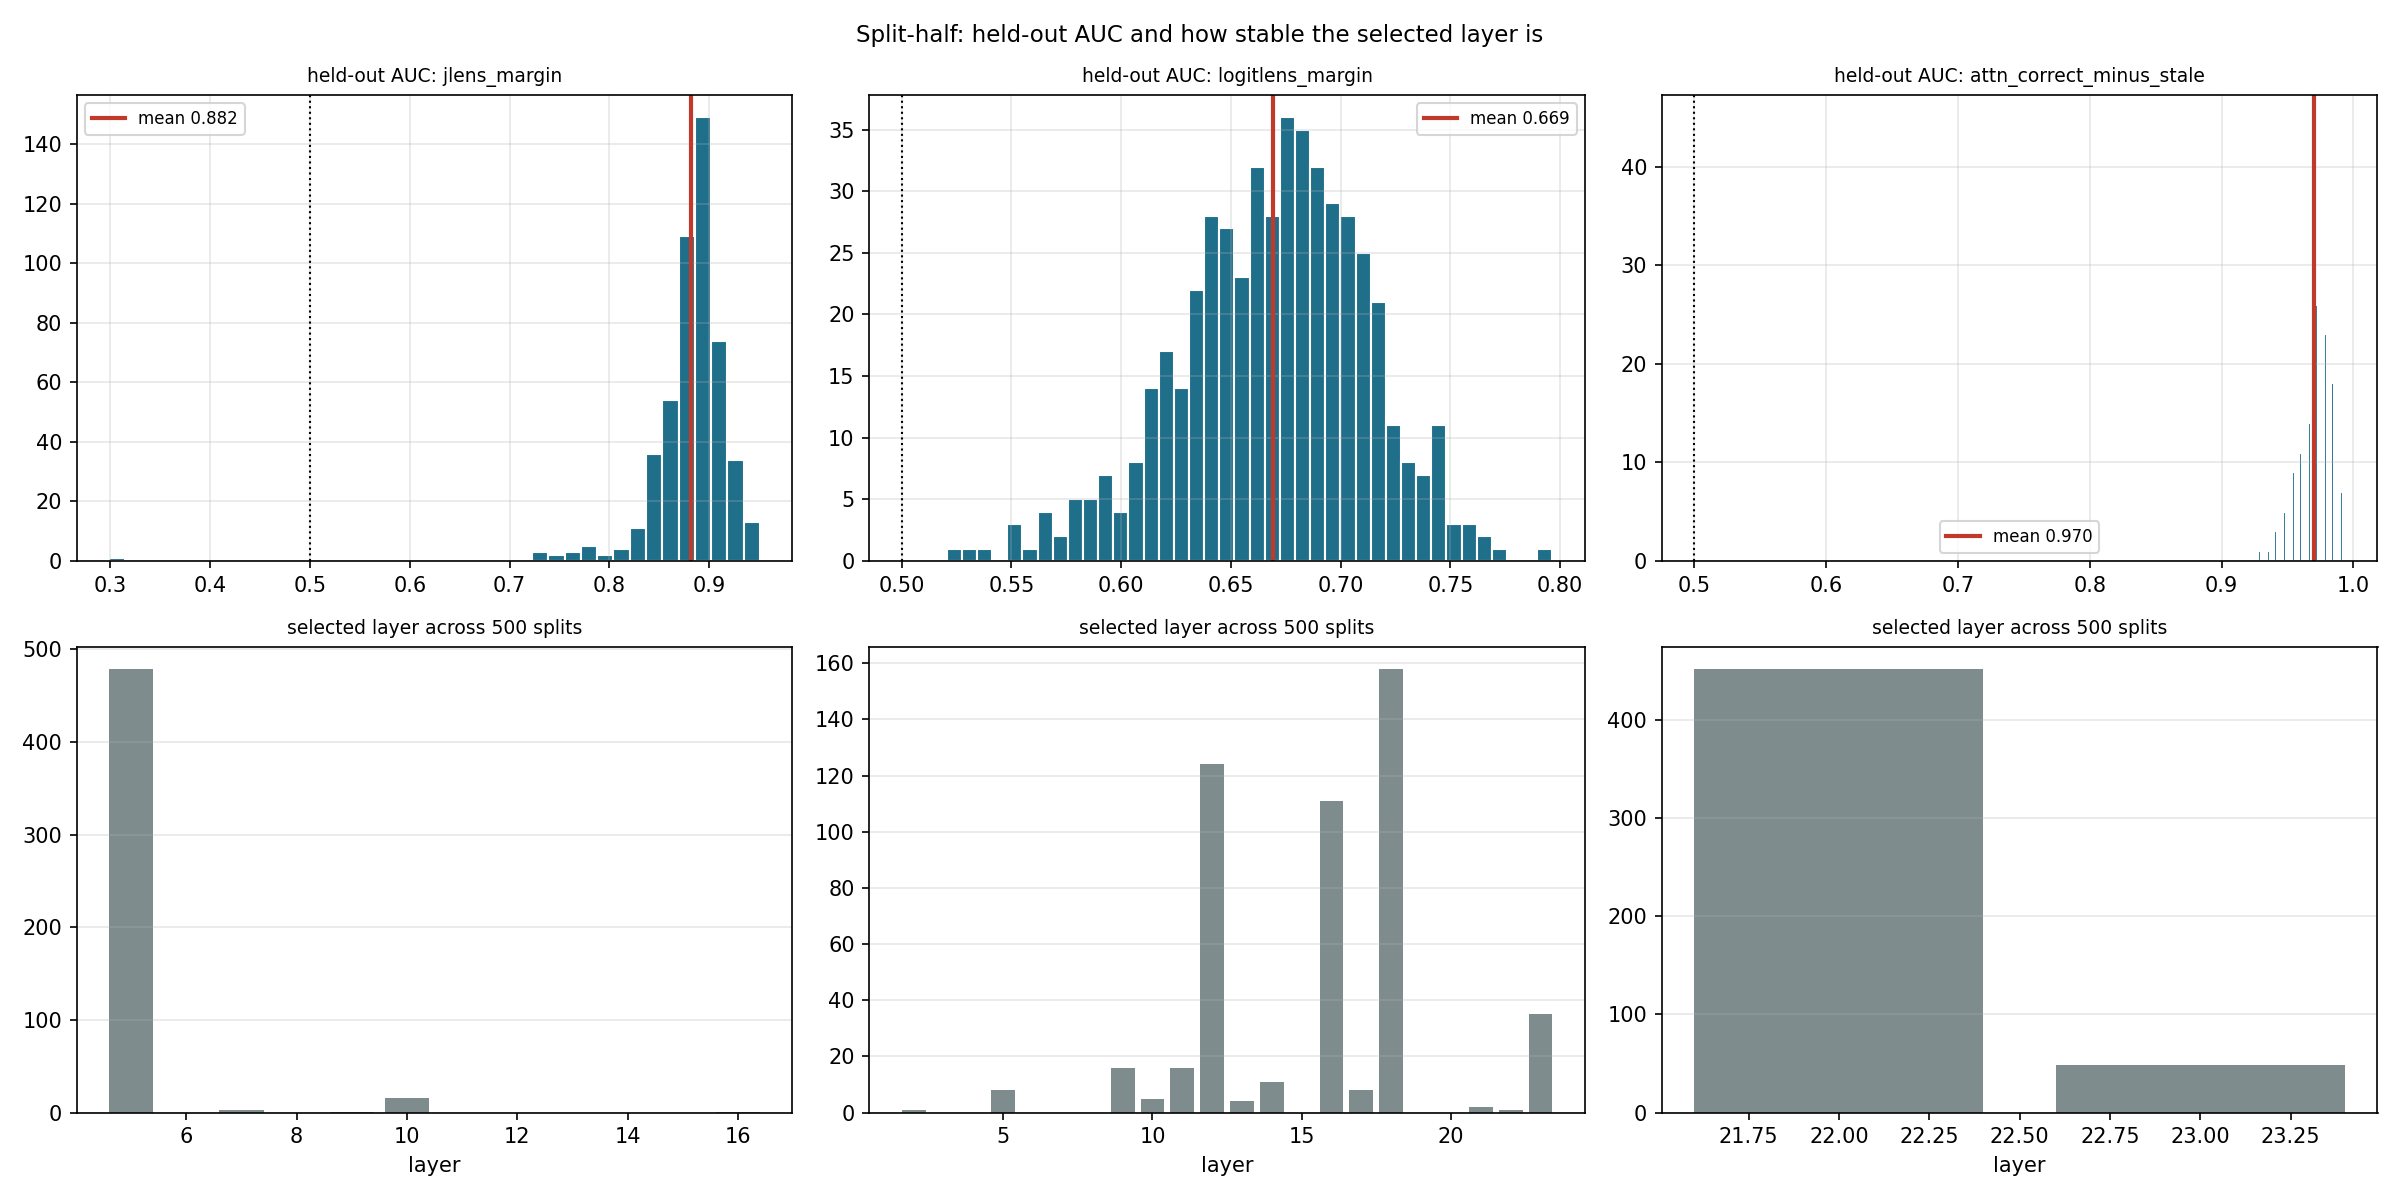 Split-half: held-out AUC and how stable the selected layer is
held-out AUC: jlens_margin
held-out AUC: logitlens_margin
held-out AUC: attn_correct_minus_stale
mean 0.882
mean 0.669
mean 0.970
140
120
100
80
60
40
20
0
0.3 0.4 0.5 0.6 0.7 0.8 0.9
35
30
25
20
15
10
5
0
0.50 0.55 0.60 0.65 0.70 0.75 0.80
40
30
20
10
0
0.5 0.6 0.7 0.8 0.9 1.0
selected layer across 500 splits
selected layer across 500 splits
selected layer across 500 splits
500
400
300
200
100
0
6 8 10 12 14 16
layer
160
140
120
100
80
60
40
20
0
5 10 15 20
layer
400
300
200
100
0
21.75 22.00 22.25 22.50 22.75 23.00 23.25
layer